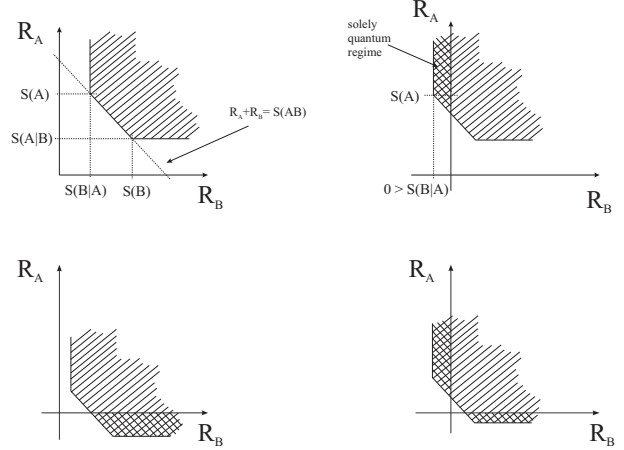 R_A
S(A)
S(A|B)
R_A+R_B= S(AB)
S(B|A)
S(B)
R_B
solely
quantum
regime
R_A
S(A)
0 > S(B|A)
R_B
R_A
R_B
R_A
R_B